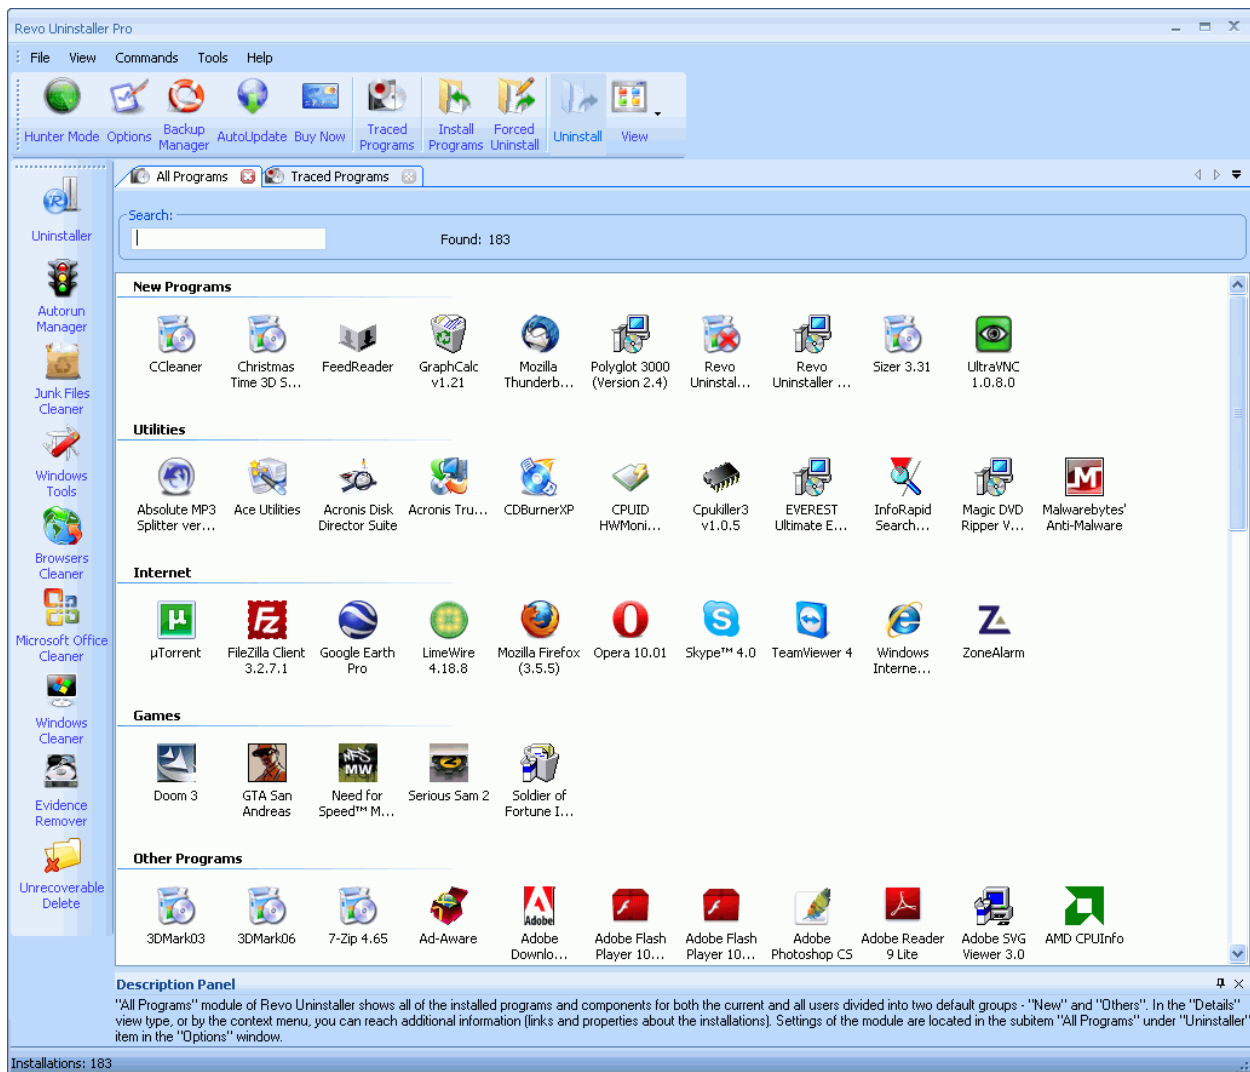 Revo Uninstaller Pro
File View Commands Tools Help
Hunter Mode Options Backup Manager AutoUpdate Buy Now Traced Programs Install Programs Forced Uninstall Uninstall View
All Programs Traced Programs
Search:
Found: 183
Uninstaller
Autorun
Manager
Junk Files
Cleaner
Windows
Tools
Browsers
Cleaner
Microsoft Office
Cleaner
Windows
Cleaner
Evidence
Remover
Unrecoverable
Delete
New Programs
CCleaner Christmas Time 3D S... FeedReader GraphCalc v1.21 Mozilla Thunderb... Polyglot 3000 (Version 2.4) Revo Uninstal... Revo Uninstaller ... Sizer 3.31 UltraVNC 1.0.8.0
Utilities
Absolute MP3 Splitter ver... Ace Utilities Acronis Disk Director Suite Acronis Tru... CDBurnerXP CPUID HWMoni... Cpukiller3 v1.0.5 EVEREST Ultimate E... InfoRapid Search... Magic DVD Ripper V... Malwarebytes' Anti-Malware
Internet
µTorrent FileZilla Client 3.2.7.1 Google Earth Pro LimeWire 4.18.8 Mozilla Firefox (3.5.5) Opera 10.01 Skype™ 4.0 TeamViewer 4 Windows Interne... ZoneAlarm
Games
Doom 3 GTA San Andreas Need for Speed™ M... Serious Sam 2 Soldier of Fortune I...
Other Programs
3DMark03 3DMark06 7-Zip 4.65 Ad-Aware Adobe Downlo... Adobe Flash Player 10... Adobe Flash Player 10... Adobe Photoshop CS Adobe Reader 9 Lite Adobe SVG Viewer 3.0 AMD CPUInfo
Description Panel
"All Programs" module of Revo Uninstaller shows all of the installed programs and components for both the current and all users divided into two default groups - "New" and "Others". In the "Details"
view type, or by the context menu, you can reach additional information (links and properties about the installations). Settings of the module are located in the subitem "All Programs" under "Uninstaller"
item in the "Options" window.
Installations: 183